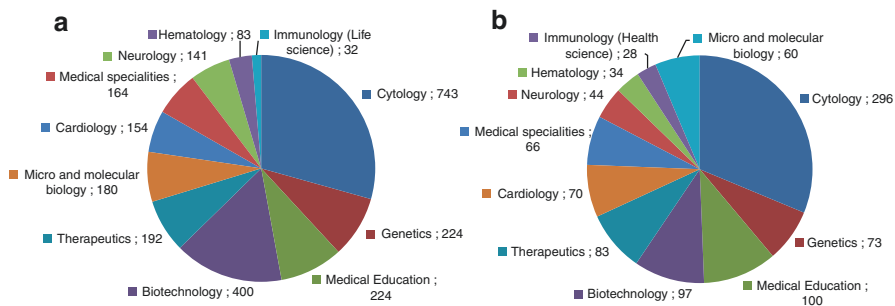 a
Hematology ; 83
Immunology (Life
science) ; 32
Neurology ; 141
Medical specialities ;
164
Cytology ; 743
Cardiology ; 154
Micro and molecular
biology ; 180
Therapeutics ; 192
Genetics ; 224
Biotechnology ; 400
Medical Education ;
224
b
Immunology (Health
science) ; 28
Micro and molecular
biology ; 60
Hematology ; 34
Neurology ; 44
Cytology ; 296
Medical specialities ;
66
Cardiology ; 70
Therapeutics ; 83
Genetics ; 73
Biotechnology ; 97
Medical Education ;
100